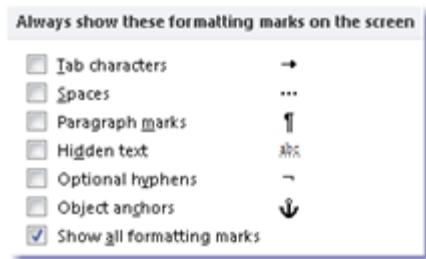 Always show these formatting marks on the screen
Tab characters →
Spaces ...
Paragraph marks ¶
Hidden text abc
Optional hyphens ¬
Object anchors
Show all formatting marks